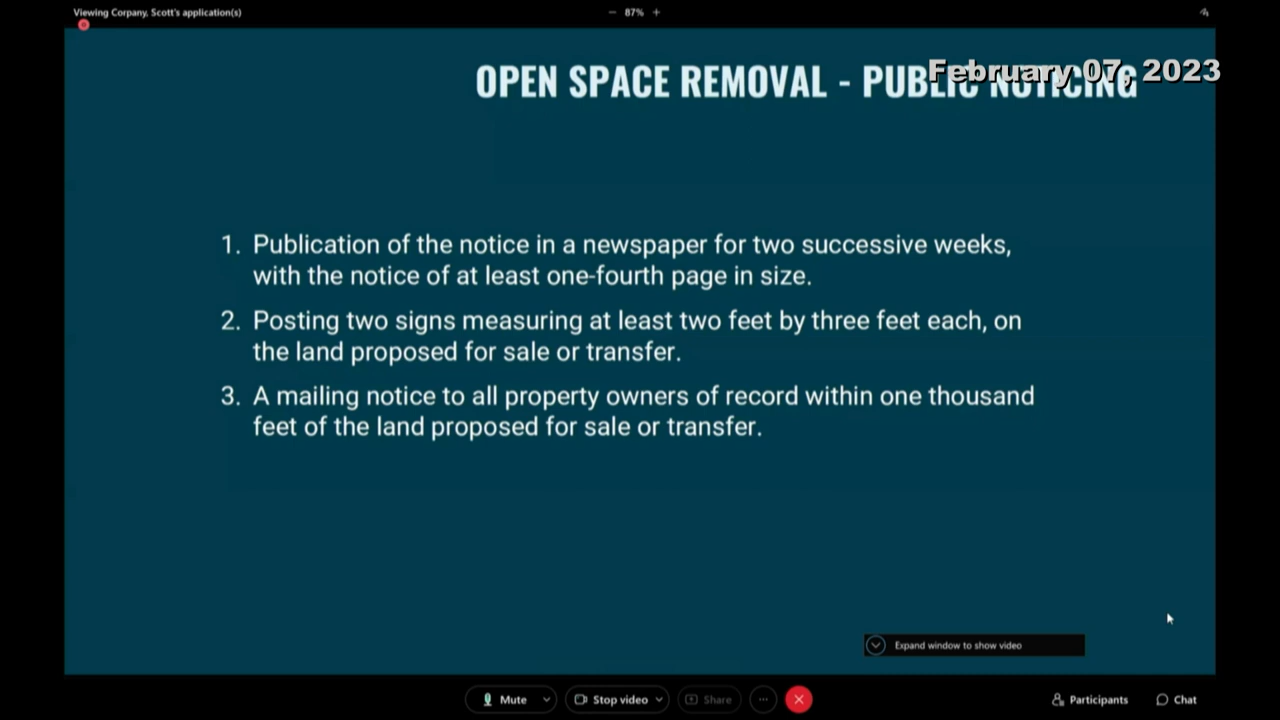 Viewing Corpany, Scott's application(s)
87%
February 07, 2023
OPEN SPACE REMOVAL - PUBLIC NOTICING
1. Publication of the notice in a newspaper for two successive weeks,
with the notice of at least one-fourth page in size.
2. Posting two signs measuring at least two feet by three feet each, on
the land proposed for sale or transfer.
3. A mailing notice to all property owners of record within one thousand
feet of the land proposed for sale or transfer.
Expand window to show video
Mute
Stop video
Share
Participants
Chat